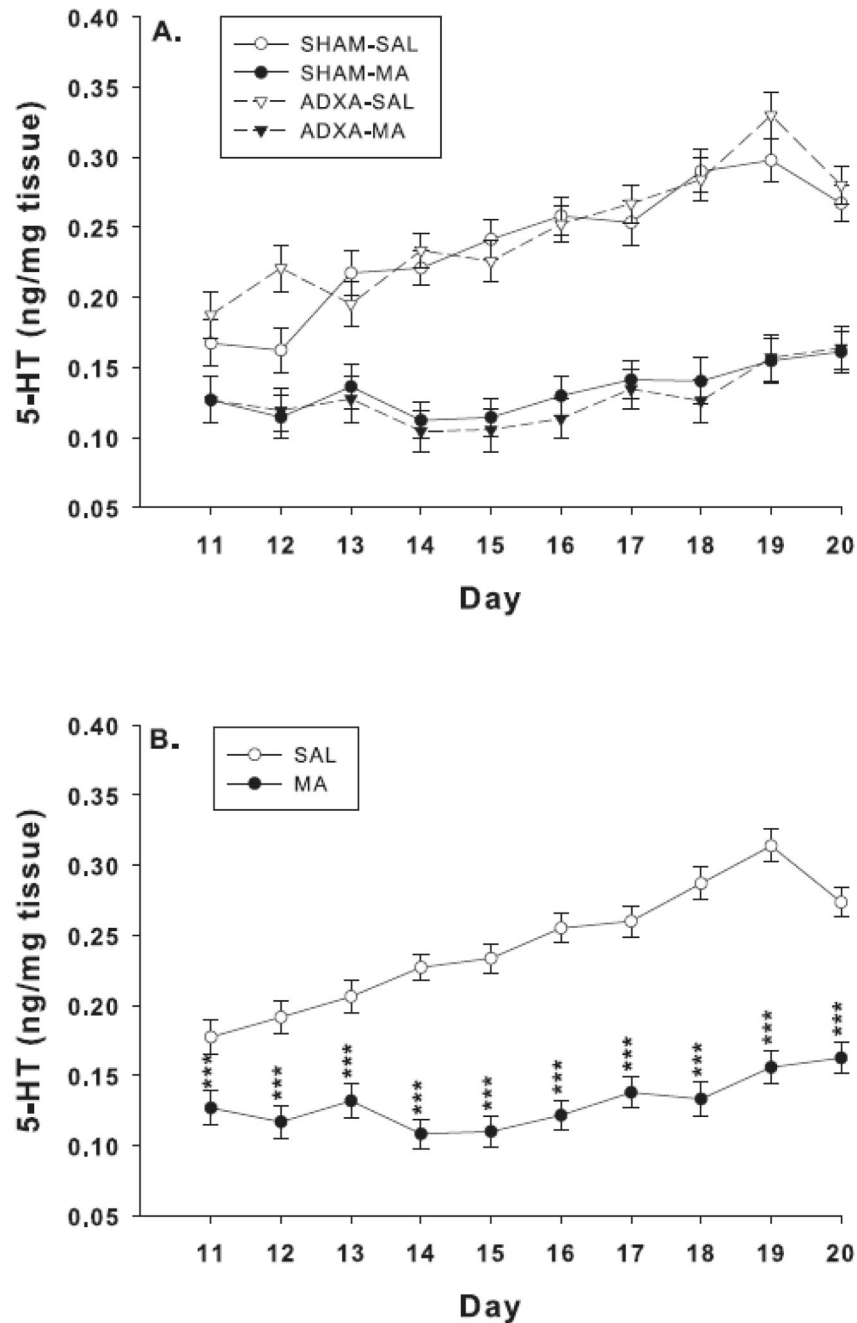 A.
SHAM-SAL
SHAM-MA
ADXA-SAL
ADXA-MA
5-HT (ng/mg tissue)
0.40
0.35
0.30
0.25
0.20
0.15
0.10
0.05
11 12 13 14 15 16 17 18 19 20
Day
B.
SAL
MA
5-HT (ng/mg tissue)
0.40
0.35
0.30
0.25
0.20
0.15
0.10
0.05
*** *** *** *** *** *** *** *** *** ***
11 12 13 14 15 16 17 18 19 20
Day